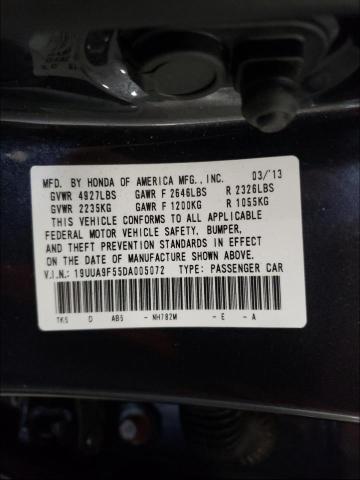 MFD. BY HONDA OF AMERICA MFG., INC. 03/'13
GVWR 4927LBS GAWR F 2646LBS R 2326LBS
GVWR 2235KG GAWR F 1200KG R 1055KG
THIS VEHICLE CONFORMS TO ALL APPLICABLE
FEDERAL MOTOR VEHICLE SAFETY, BUMPER,
AND THEFT PREVENTION STANDARDS IN EFFECT
ON THE DATE OF MANUFACTURE SHOWN ABOVE.
V.I.N.: 19UUA9F55DA005072 TYPE: PASSENGER CAR
TK5 D AB5 - NH782M - E - A